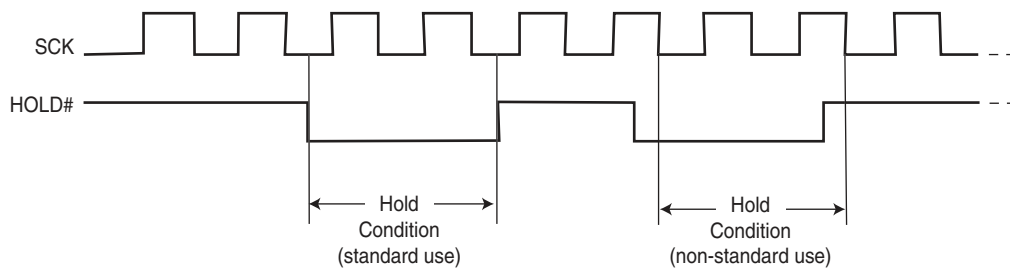 SCK
HOLD#
Hold
Condition
(standard use)
Hold
Condition
(non-standard use)